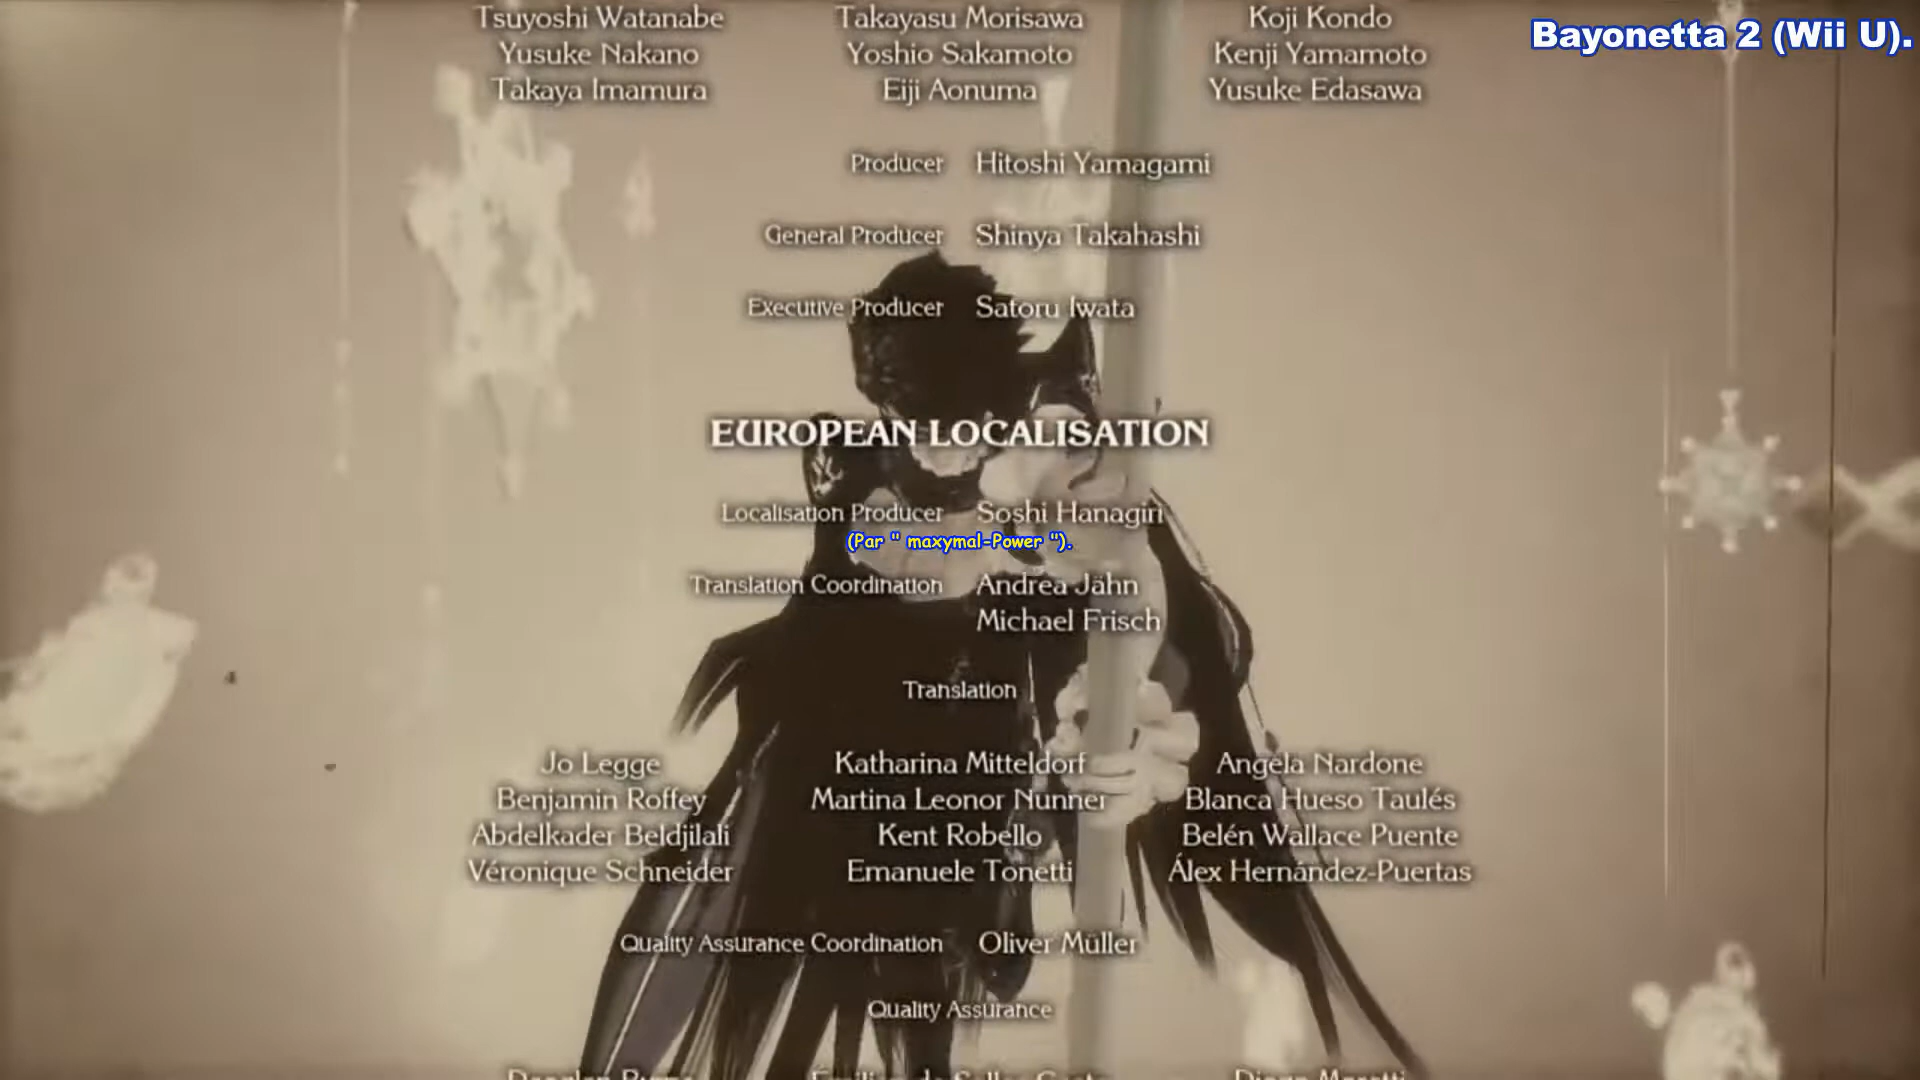 Tsuyoshi Watanabe Takayasu Morisawa Koji Kondo
Bayonetta 2 (Wii U).
Yusuke Nakano Yoshio Sakamoto Kenji Yamamoto
Takaya Imamura Eiji Aonuma Yusuke Edasawa
Producer Hitoshi Yamagami
General Producer Shinya Takahashi
Executive Producer Satoru Iwata
EUROPEAN LOCALISATION
Localisation Producer Soshi Hanagiri
(Par " maxymal-Power ").
Translation Coordination Andrea Jähn
Michael Frisch
Translation
Jo Legge Katharina Mitteldorf Angela Nardone
Benjamin Roffey Martina Leonor Nunner Blanca Hueso Taulés
Abdelkader Beldjilali Kent Robello Belén Wallace Puente
Véronique Schneider Emanuele Tonetti Álex Hernández-Puertas
Quality Assurance Coordination Oliver Müller
Quality Assurance